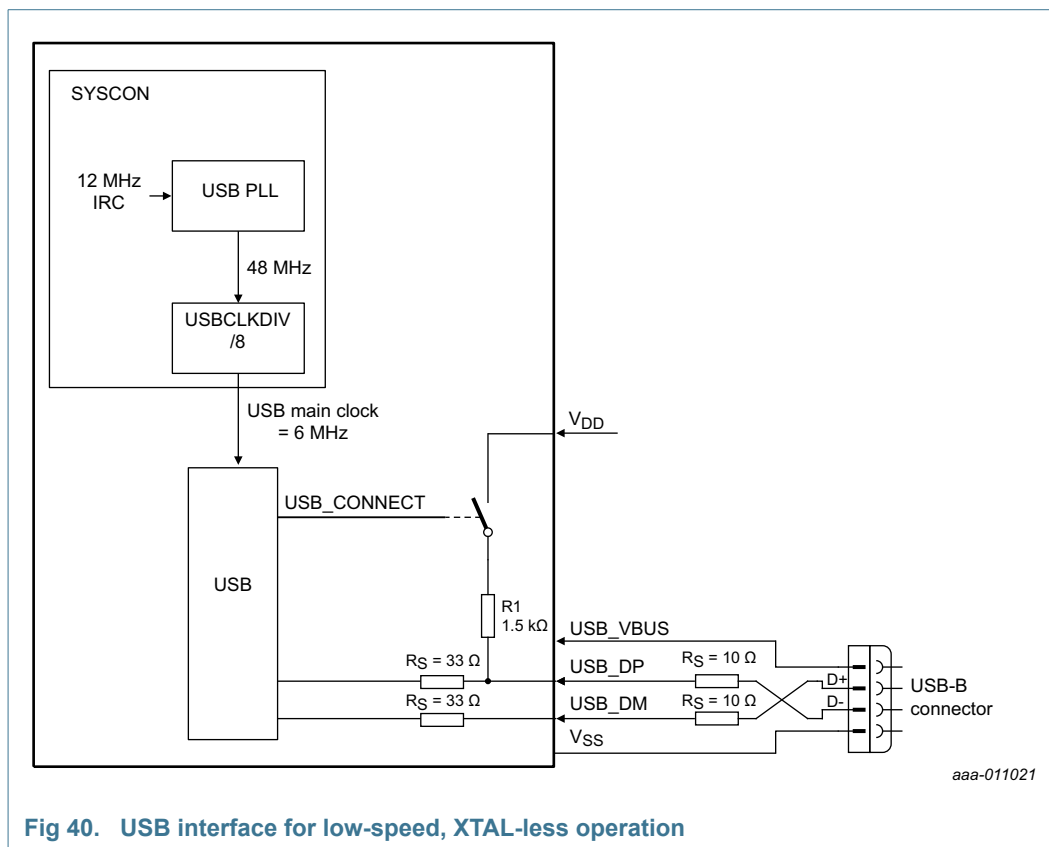 SYSCON
12 MHz
IRC
USB PLL
48 MHz
USBCLKDIV
/8
USB main clock
= 6 MHz
VDD
USB_CONNECT
USB
R1
1.5 kΩ
USB_VBUS
RS = 33 Ω
USB_DP
RS = 10 Ω
D+
USB-B
connector
RS = 33 Ω
USB_DM
RS = 10 Ω
D-
VSS
aaa-011021
Fig 40. USB interface for low-speed, XTAL-less operation